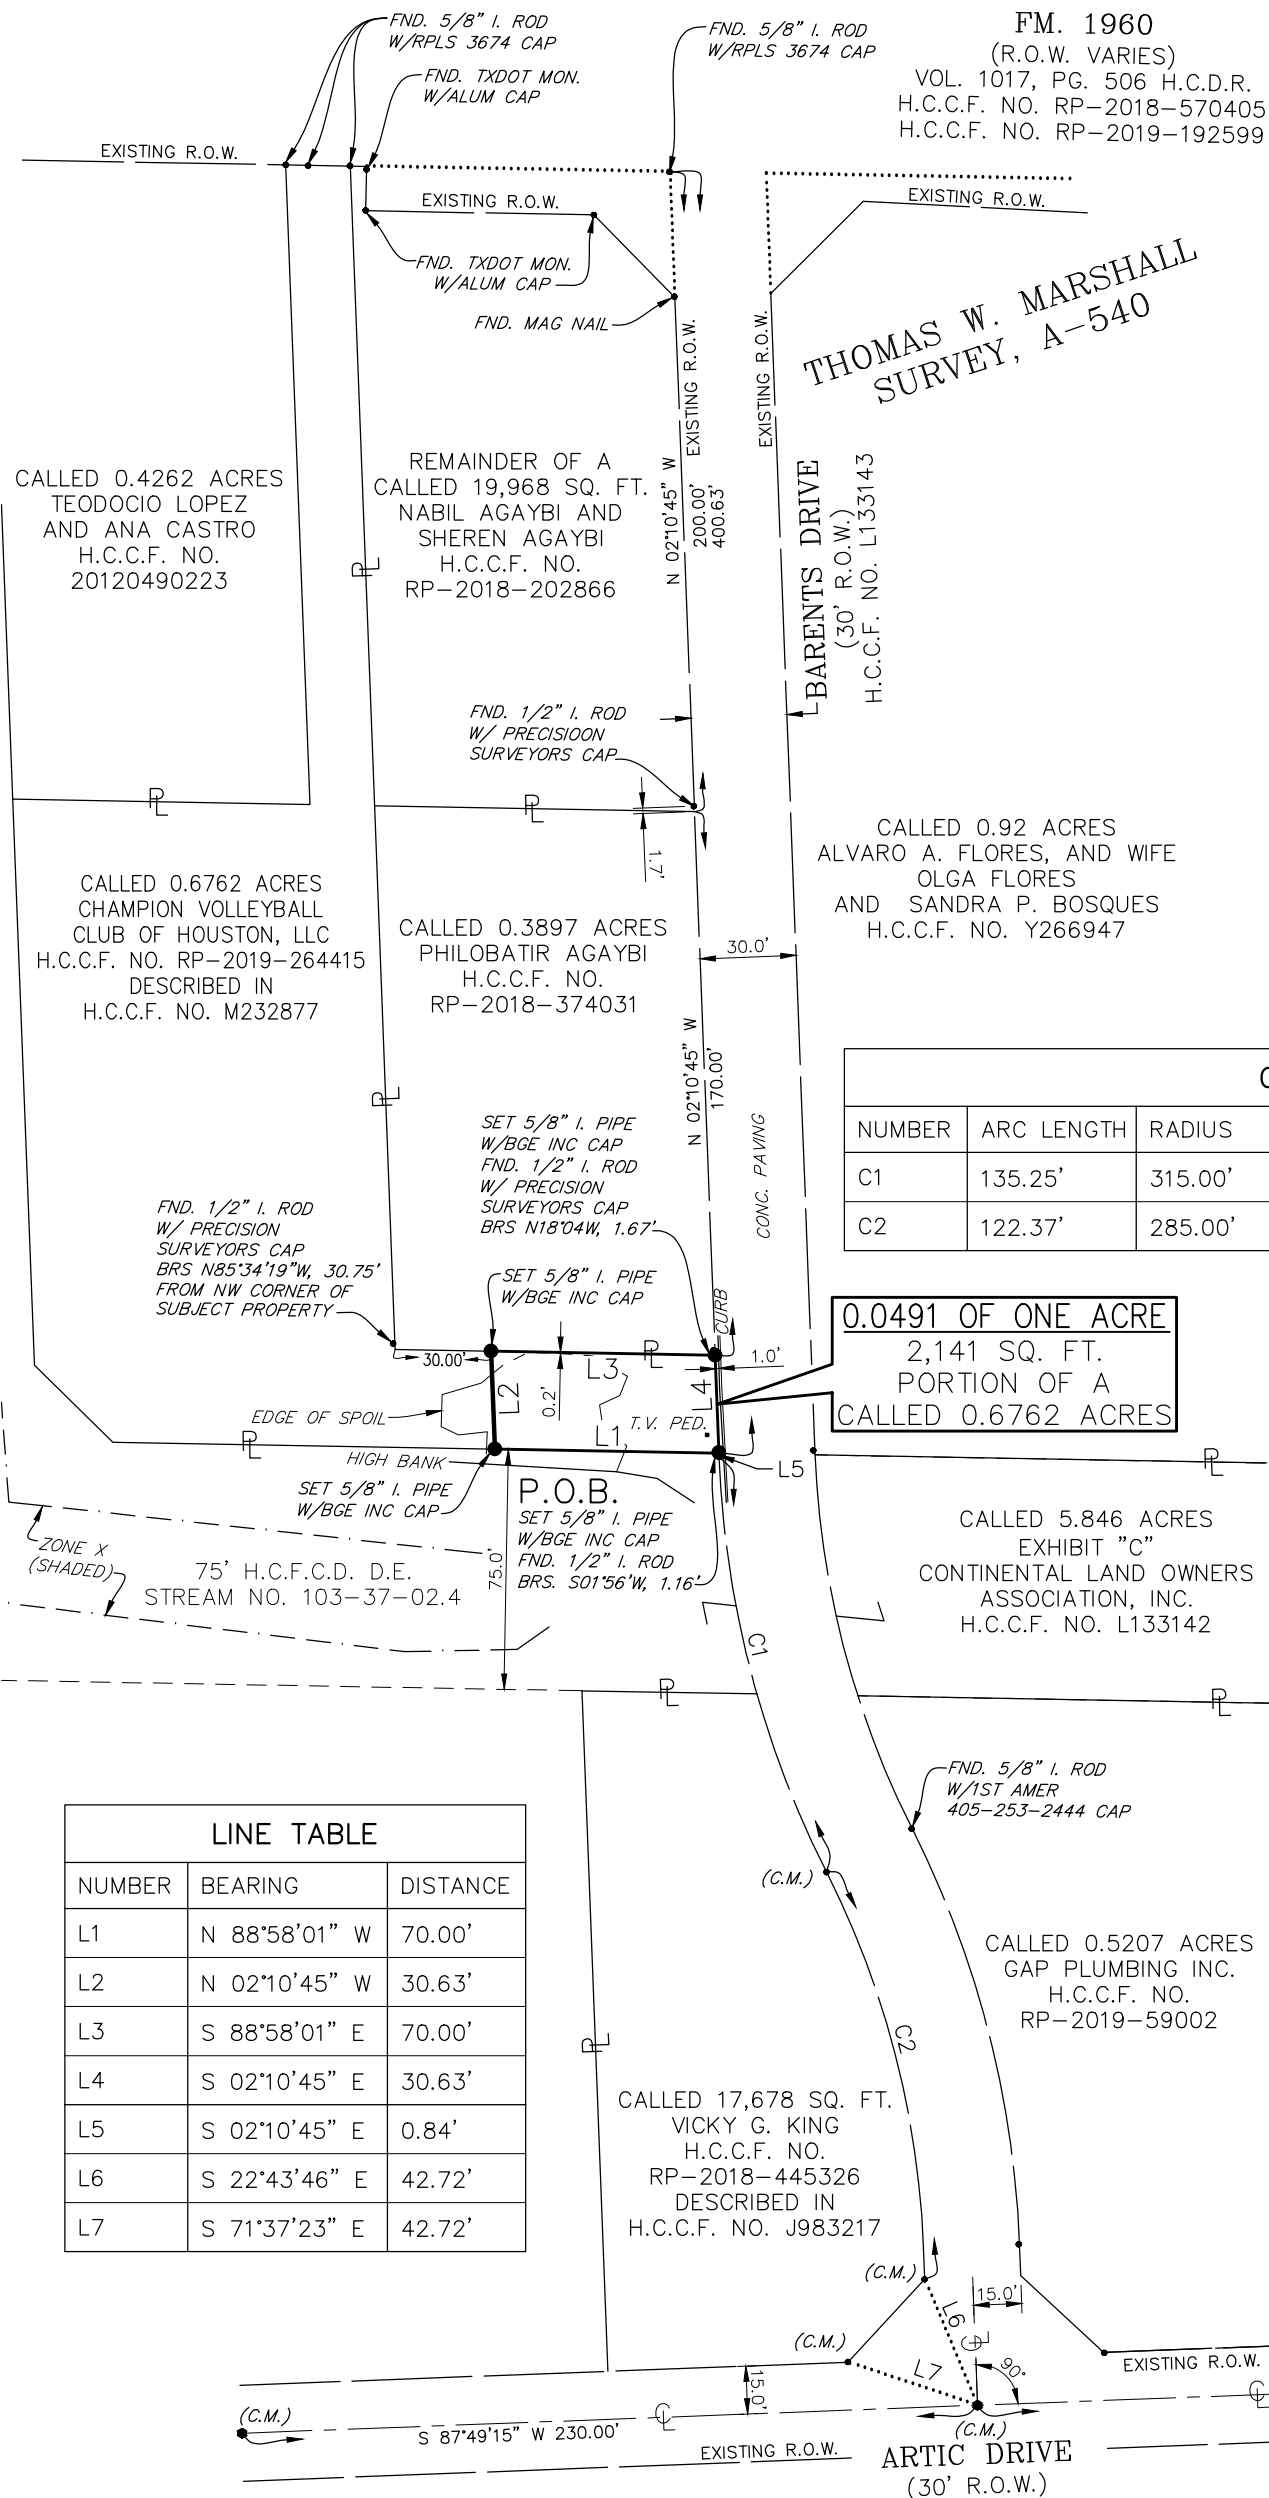 FND. 5/8" I. ROD
W/RPLS 3674 CAP
FND. 5/8" I. ROD
W/RPLS 3674 CAP
FM. 1960
(R.O.W. VARIES)
VOL. 1017, PG. 506 H.C.D.R.
H.C.C.F. NO. RP-2018-570405
H.C.C.F. NO. RP-2019-192599
FND. TXDOT MON.
W/ALUM CAP
EXISTING R.O.W.
EXISTING R.O.W.
EXISTING R.O.W.
FND. TXDOT MON.
W/ALUM CAP
FND. MAG NAIL
THOMAS W. MARSHALL
SURVEY, A-540
EXISTING R.O.W.
EXISTING R.O.W.
CALLED 0.4262 ACRES
TEODOCIO LOPEZ
AND ANA CASTRO
H.C.C.F. NO.
20120490223
REMAINDER OF A
CALLED 19,968 SQ. FT.
NABIL AGAYBI AND
SHEREN AGAYBI
H.C.C.F. NO.
RP-2018-202866
N 02°10'45" W
200.00'
400.63'
BARENTS DRIVE
(30' R.O.W.)
H.C.C.F. NO. L133143
PL
FND. 1/2" I. ROD
W/ PRECISIOON
SURVEYORS CAP
PL
PL
1.7'
CALLED 0.92 ACRES
ALVARO A. FLORES, AND WIFE
OLGA FLORES
AND SANDRA P. BOSQUES
H.C.C.F. NO. Y266947
CALLED 0.6762 ACRES
CHAMPION VOLLEYBALL
CLUB OF HOUSTON, LLC
H.C.C.F. NO. RP-2019-264415
DESCRIBED IN
H.C.C.F. NO. M232877
CALLED 0.3897 ACRES
PHILOBATIR AGAYBI
H.C.C.F. NO.
RP-2018-374031
30.0'
N 02°10'45" W
170.00'
PL
CONC. PAVING
C
NUMBER ARC LENGTH RADIUS
C1 135.25' 315.00'
C2 122.37' 285.00'
SET 5/8" I. PIPE
W/BGE INC CAP
FND. 1/2" I. ROD
W/ PRECISION
SURVEYORS CAP
BRS N18°04W, 1.67'
FND. 1/2" I. ROD
W/ PRECISION
SURVEYORS CAP
BRS N85°34'19"W, 30.75'
FROM NW CORNER OF
SUBJECT PROPERTY
SET 5/8" I. PIPE
W/BGE INC CAP
CURB
0.0491 OF ONE ACRE
2,141 SQ. FT.
PORTION OF A
CALLED 0.6762 ACRES
30.00'
PL
1.0'
L3
L2
0.2'
L4
EDGE OF SPOIL
T.V. PED.
L1
PL
HIGH BANK
L5
PL
SET 5/8" I. PIPE
W/BGE INC CAP
P.O.B.
SET 5/8" I. PIPE
W/BGE INC CAP
FND. 1/2" I. ROD
BRS. S01°56'W, 1.16'
75.0'
ZONE X
(SHADED)
75' H.C.F.C.D. D.E.
STREAM NO. 103-37-02.4
CALLED 5.846 ACRES
EXHIBIT "C"
CONTINENTAL LAND OWNERS
ASSOCIATION, INC.
H.C.C.F. NO. L133142
C1
PL
PL
FND. 5/8" I. ROD
W/1ST AMER
405-253-2444 CAP
(C.M.)
LINE TABLE
NUMBER BEARING DISTANCE
L1 N 88°58'01" W 70.00'
L2 N 02°10'45" W 30.63'
L3 S 88°58'01" E 70.00'
L4 S 02°10'45" E 30.63'
L5 S 02°10'45" E 0.84'
L6 S 22°43'46" E 42.72'
L7 S 71°37'23" E 42.72'
CALLED 0.5207 ACRES
GAP PLUMBING INC.
H.C.C.F. NO.
RP-2019-59002
C2
PL
CALLED 17,678 SQ. FT.
VICKY G. KING
H.C.C.F. NO.
RP-2018-445326
DESCRIBED IN
H.C.C.F. NO. J983217
(C.M.)
15.0'
L6
CL
(C.M.)
L7
90°
15.0'
EXISTING R.O.W.
(C.M.)
S 87°49'15" W 230.00'
CL
CL
(C.M.)
EXISTING R.O.W.
ARTIC DRIVE
(30' R.O.W.)